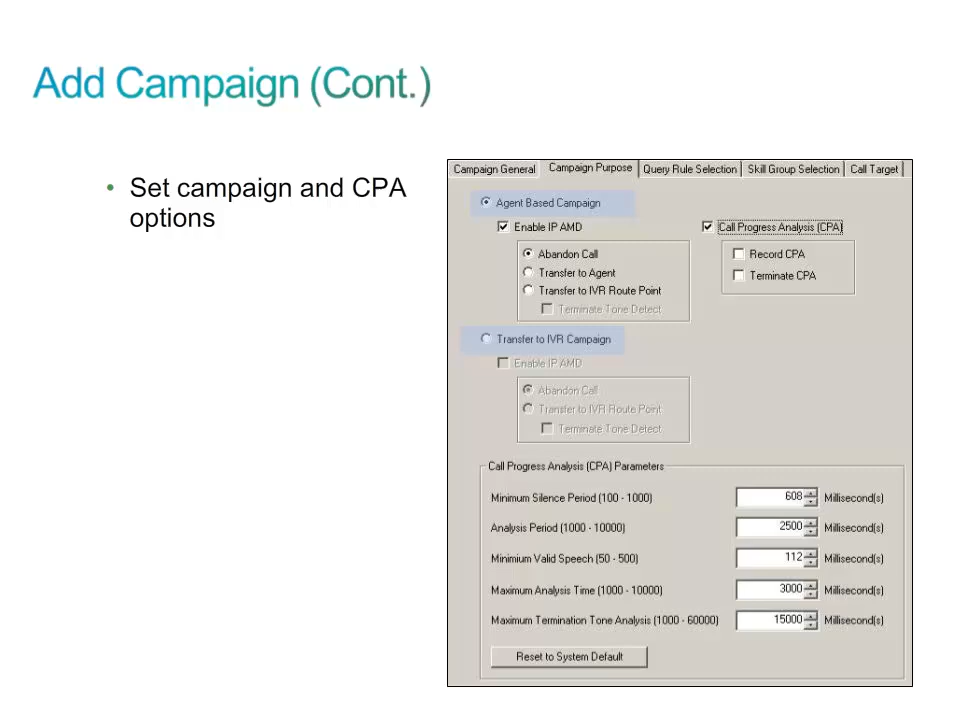 Add Campaign (Cont.)
• Set campaign and CPA
options
Campaign General Campaign Purpose Query Rule Selection Skill Group Selection Call Target
Agent Based Campaign
Enable IP AMD Call Progress Analysis (CPA)
Abandon Call Record CPA
Transfer to Agent Terminate CPA
Transfer to IVR Route Point
Terminate Tone Detect
Transfer to IVR Campaign
Enable IP AMD
Abandon Call
Transfer to IVR Route Point
Terminate Tone Detect
Call Progress Analysis (CPA) Parameters
Minimum Silence Period (100 - 1000) 608 Millisecond(s)
Analysis Period (1000 - 10000) 2500 Millisecond(s)
Minimium Valid Speech (50 - 500) 112 Millisecond(s)
Maximum Analysis Time (1000 - 10000) 3000 Millisecond(s)
Maximum Termination Tone Analysis (1000 - 60000) 15000 Millisecond(s)
Reset to System Default